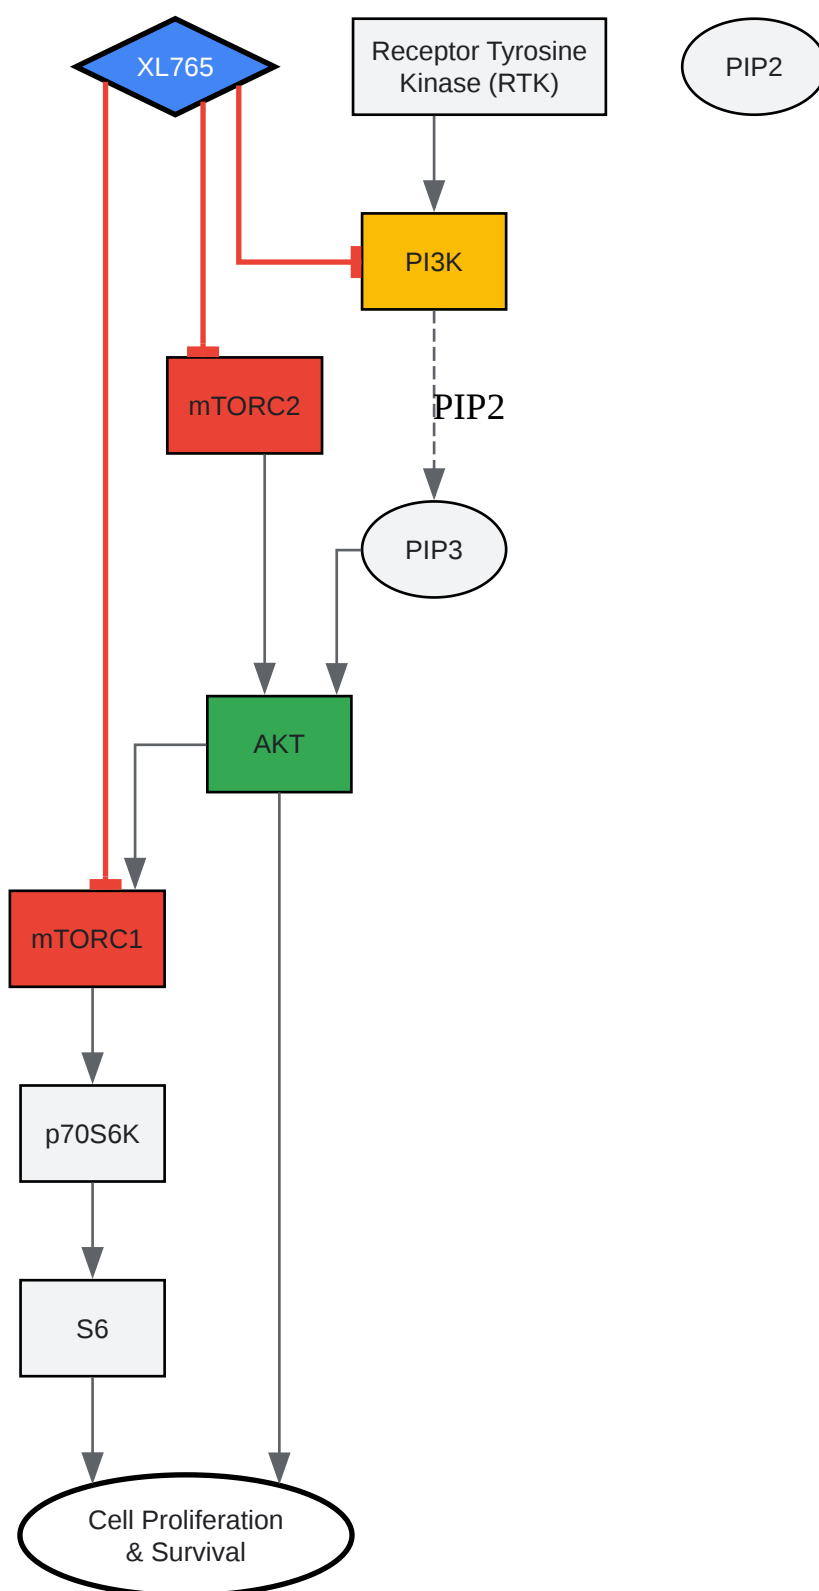 XL765
Receptor Tyrosine
Kinase (RTK)
PIP2
PI3K
mTORC2
PIP2
PIP3
AKT
mTORC1
p70S6K
S6
Cell Proliferation
& Survival